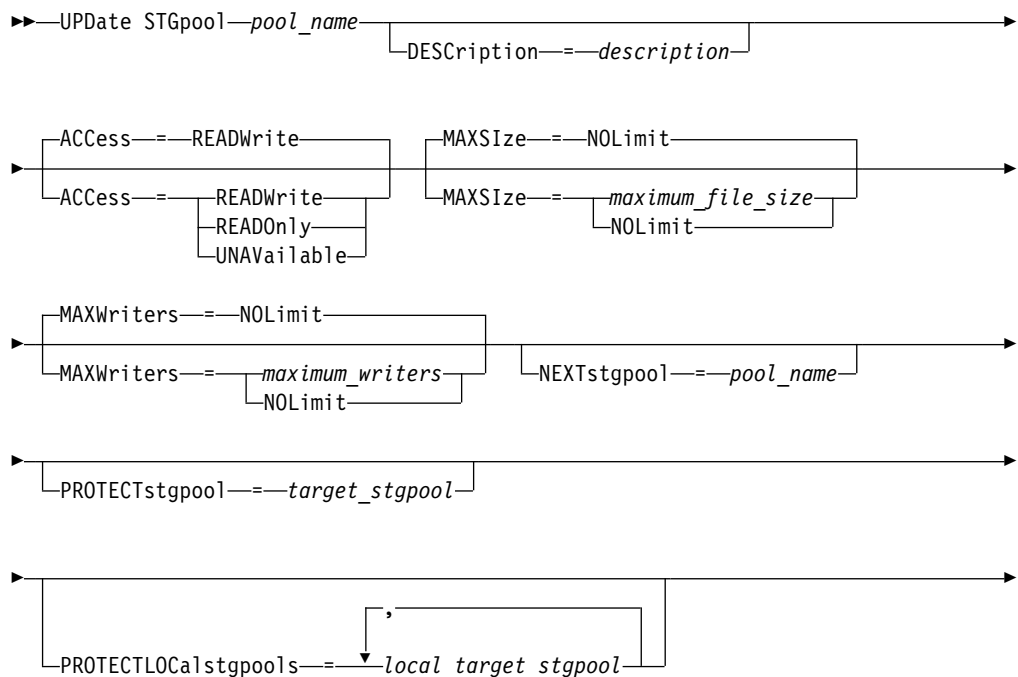 UPDate STGpool pool_name
DESCription = description
ACCess = READWrite MAXSIze = NOLimit
ACCess = READWrite MAXSIze = maximum_file_size
READOnly NOLimit
UNAVailable
MAXWriters = NOLimit
MAXWriters = maximum_writers NEXTstgpool = pool_name
NOLimit
PROTECTstgpool = target_stgpool
,
PROTECTLOCalstgpools = local target stgpool